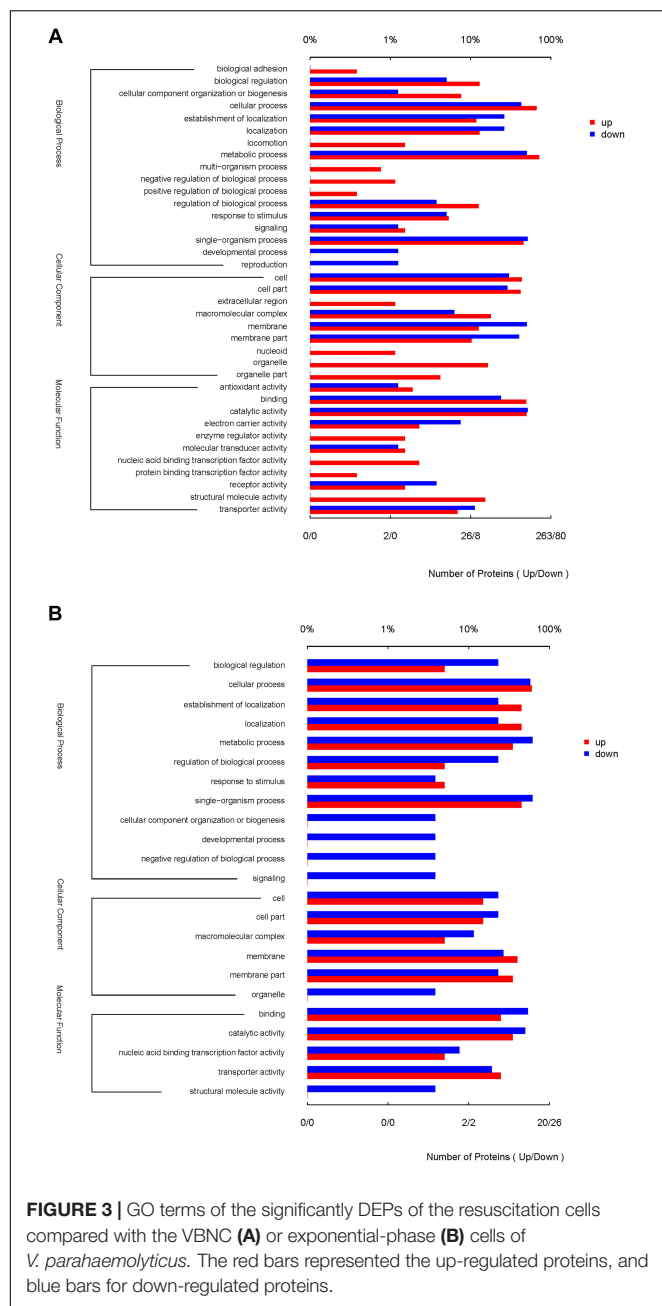 A
0% 1% 10% 100%
Biological Process
biological adhesion
biological regulation
cellular component organization or biogenesis
cellular process
establishment of localization
localization
locomotion
metabolic process
multi-organism process
negative regulation of biological process
positive regulation of biological process
regulation of biological process
response to stimulus
signaling
single-organism process
developmental process
reproduction
Cellular Component
cell
cell part
extracellular region
macromolecular complex
membrane
membrane part
nucleoid
organelle
organelle part
Molecular Function
antioxidant activity
binding
catalytic activity
electron carrier activity
enzyme regulator activity
molecular transducer activity
nucleic acid binding transcription factor activity
protein binding transcription factor activity
receptor activity
structural molecule activity
transporter activity
up
down
0/0 2/0 26/8 263/80
Number of Proteins ( Up/Down )
B
0% 1% 10% 100%
Biological Process
biological regulation
cellular process
establishment of localization
localization
metabolic process
regulation of biological process
response to stimulus
single-organism process
cellular component organization or biogenesis
developmental process
negative regulation of biological process
signaling
Cellular Component
cell
cell part
macromolecular complex
membrane
membrane part
organelle
Molecular Function
binding
catalytic activity
nucleic acid binding transcription factor activity
transporter activity
structural molecule activity
up
down
0/0 0/0 2/2 20/26
Number of Proteins ( Up/Down )
FIGURE 3 | GO terms of the significantly DEPs of the resuscitation cells
compared with the VBNC (A) or exponential-phase (B) cells of
V. parahaemolyticus. The red bars represented the up-regulated proteins, and
blue bars for down-regulated proteins.